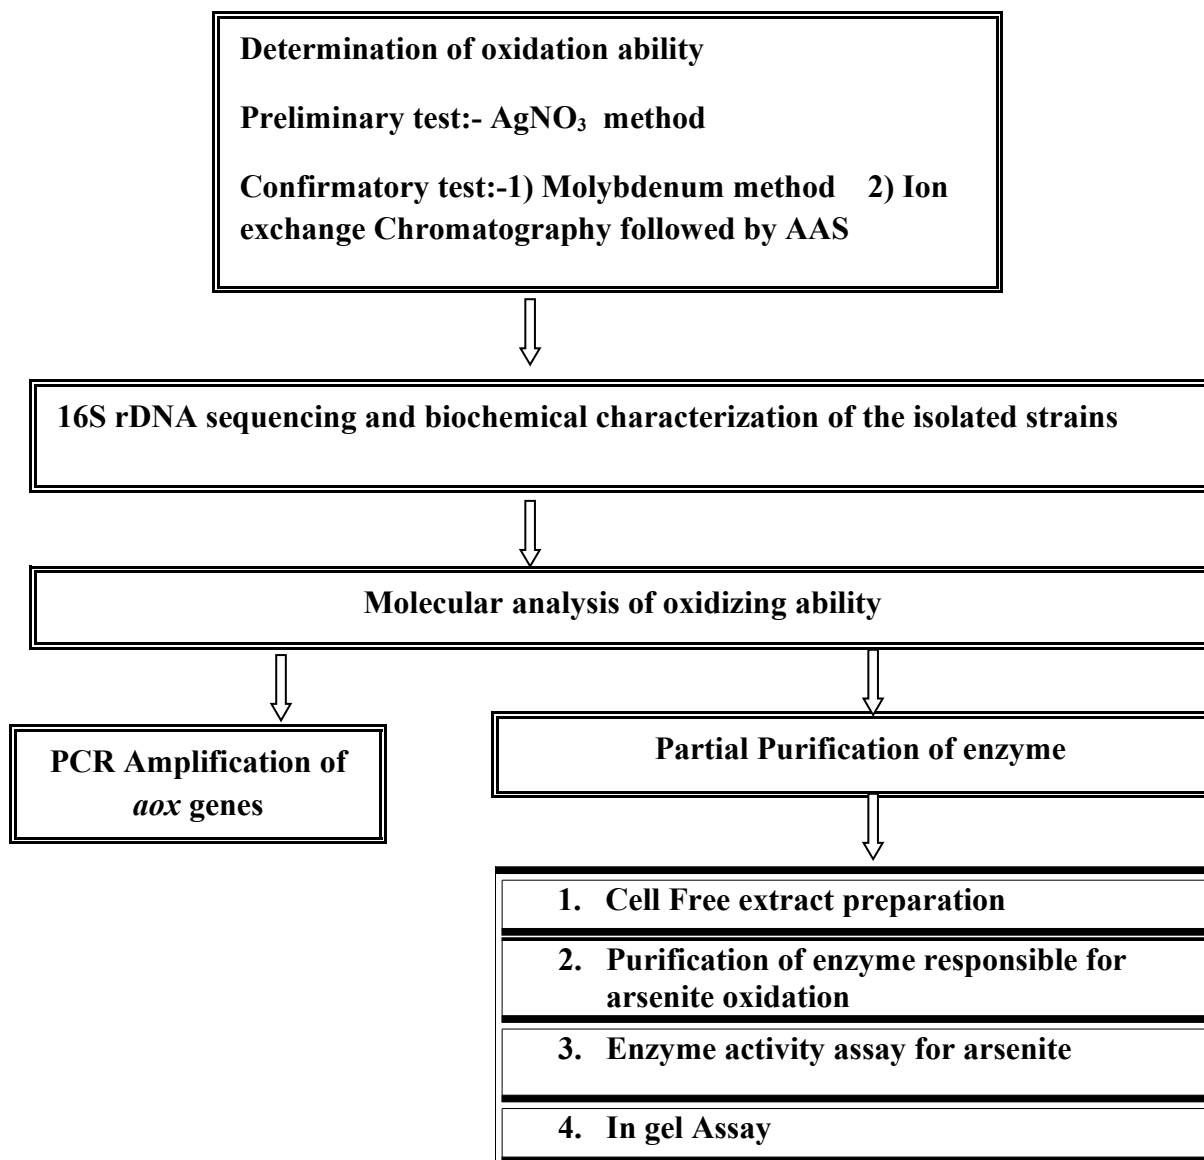 Determination of oxidation ability
Preliminary test:- AgNO₃ method
Confirmatory test:-1) Molybdenum method 2) Ion
exchange Chromatography followed by AAS
16S rDNA sequencing and biochemical characterization of the isolated strains
Molecular analysis of oxidizing ability
PCR Amplification of
aox genes
Partial Purification of enzyme
1. Cell Free extract preparation
2. Purification of enzyme responsible for
arsenite oxidation
3. Enzyme activity assay for arsenite
4. In gel Assay